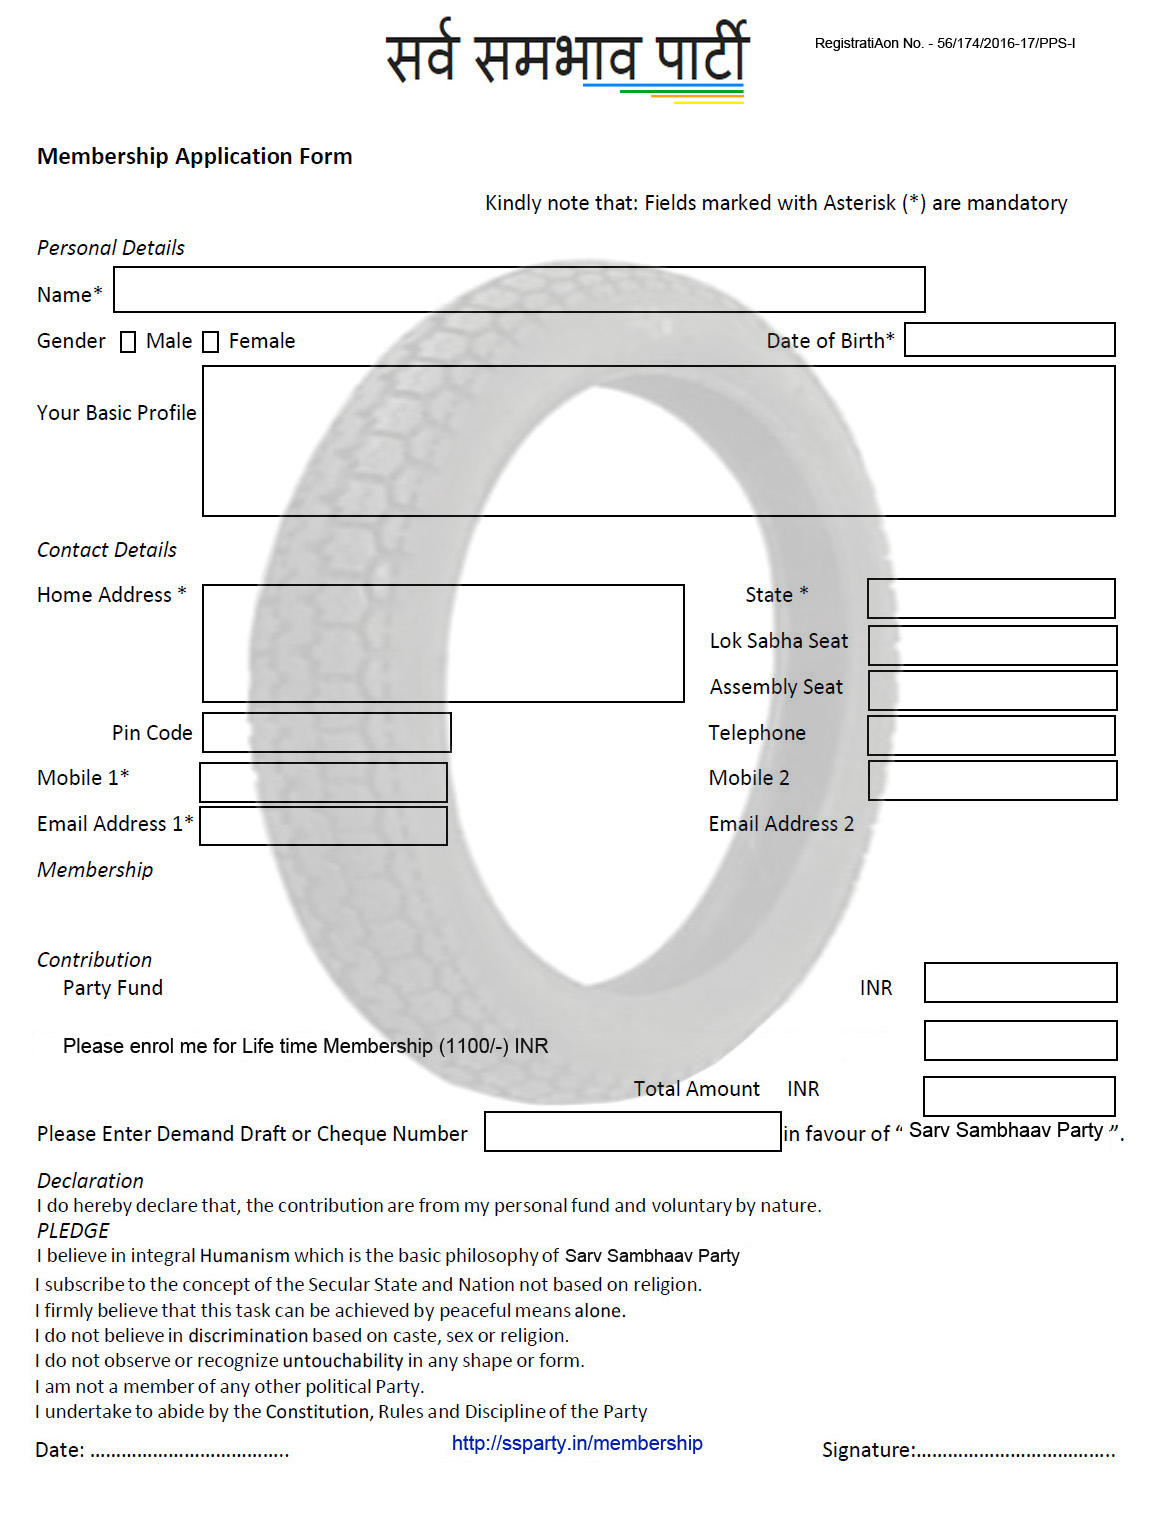 सर्व समभाव पार्टी
RegistratiAon No. - 56/174/2016-17/PPS-I
Membership Application Form
Kindly note that: Fields marked with Asterisk (*) are mandatory
Personal Details
Name*
Gender Male Female Date of Birth*
Your Basic Profile
Contact Details
Home Address * State *
Lok Sabha Seat
Assembly Seat
Pin Code Telephone
Mobile 1* Mobile 2
Email Address 1* Email Address 2
Membership
Contribution
Party Fund INR
Please enrol me for Life time Membership (1100/-) INR
Total Amount INR
Please Enter Demand Draft or Cheque Number in favour of “ Sarv Sambhaav Party ”.
Declaration
I do hereby declare that, the contribution are from my personal fund and voluntary by nature.
PLEDGE
I believe in integral Humanism which is the basic philosophy of Sarv Sambhaav Party
I subscribe to the concept of the Secular State and Nation not based on religion.
I firmly believe that this task can be achieved by peaceful means alone.
I do not believe in discrimination based on caste, sex or religion.
I do not observe or recognize untouchability in any shape or form.
I am not a member of any other political Party.
I undertake to abide by the Constitution, Rules and Discipline of the Party
Date: ...................................... http://ssparty.in/membership Signature:......................................